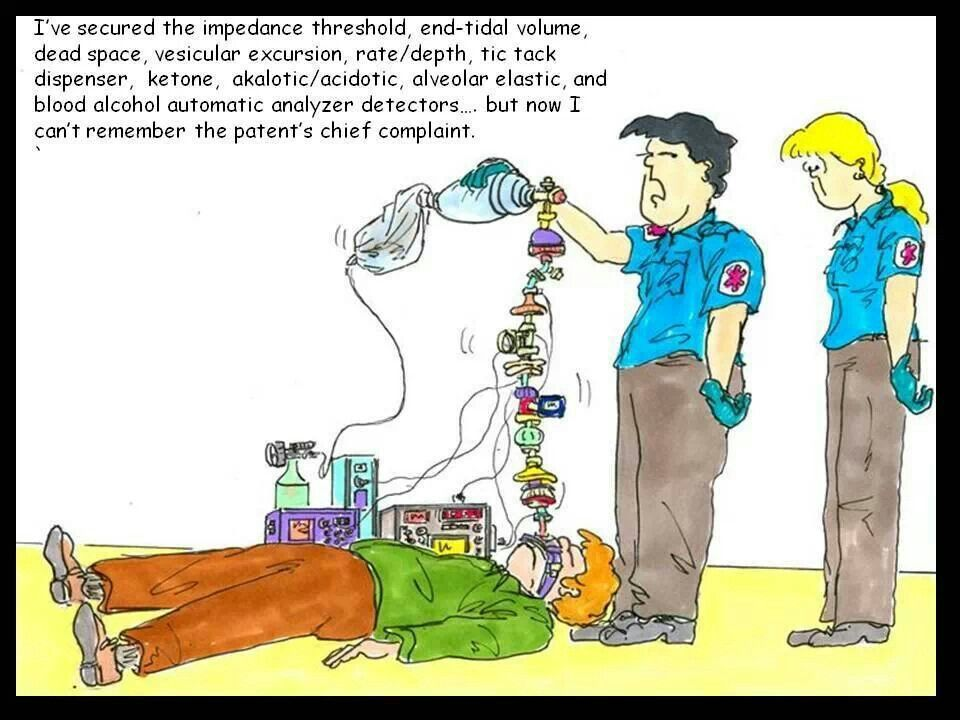 I've secured the impedance threshold, end-tidal volume,
dead space, vesicular excursion, rate/depth, tic tack
dispenser,  ketone,  akalotic/acidotic, alveolar elastic, and
blood alcohol automatic analyzer detectors.... but now I
can't remember the patent's chief complaint.
`